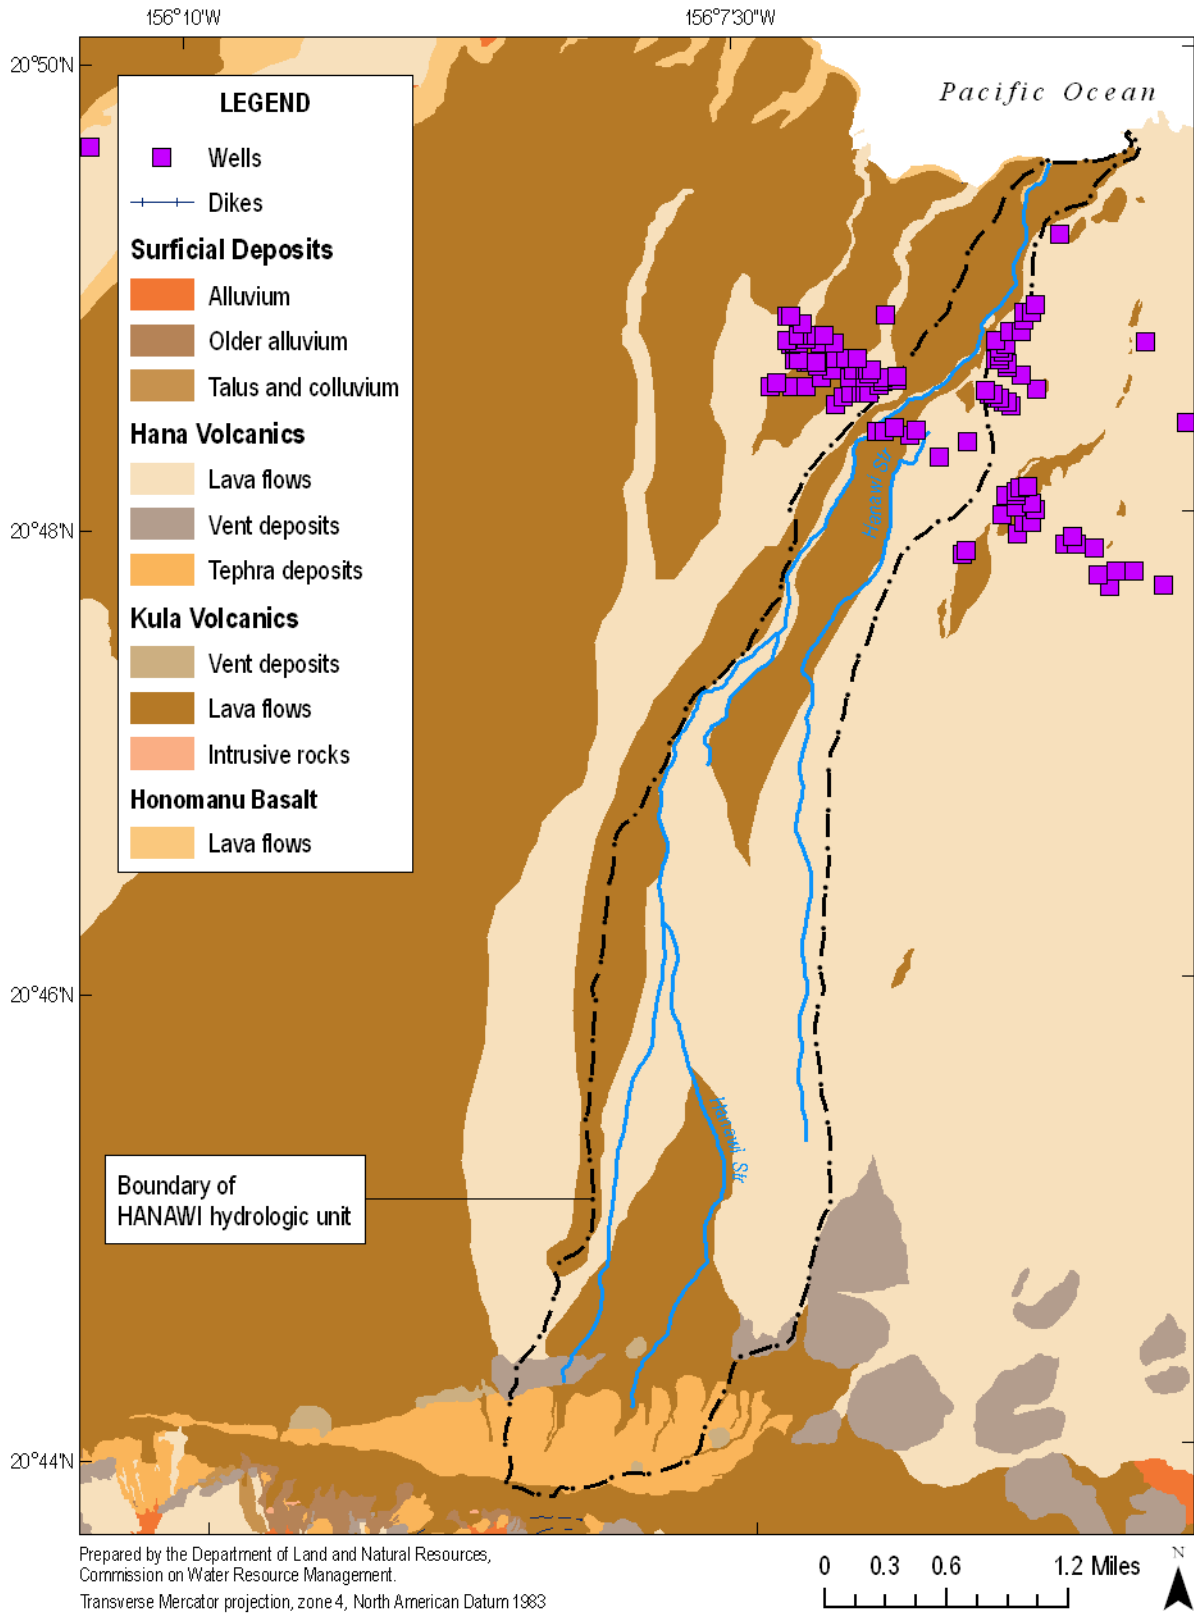 156°10'W
156°7'30"W
20°50'N
Pacific Ocean
LEGEND
Wells
Dikes
Surficial Deposits
Alluvium
Older alluvium
Talus and colluvium
Hana Volcanics
Lava flows
Vent deposits
Tephra deposits
Kula Volcanics
Vent deposits
Lava flows
Intrusive rocks
Honomanu Basalt
Lava flows
Hanawi Str
20°48'N
20°46'N
Hanawi Str
Boundary of
HANAWI hydrologic unit
20°44'N
Prepared by the Department of Land and Natural Resources,
Commission on Water Resource Management.
Transverse Mercator projection, zone 4, North American Datum 1983
0 0.3 0.6 1.2 Miles
N